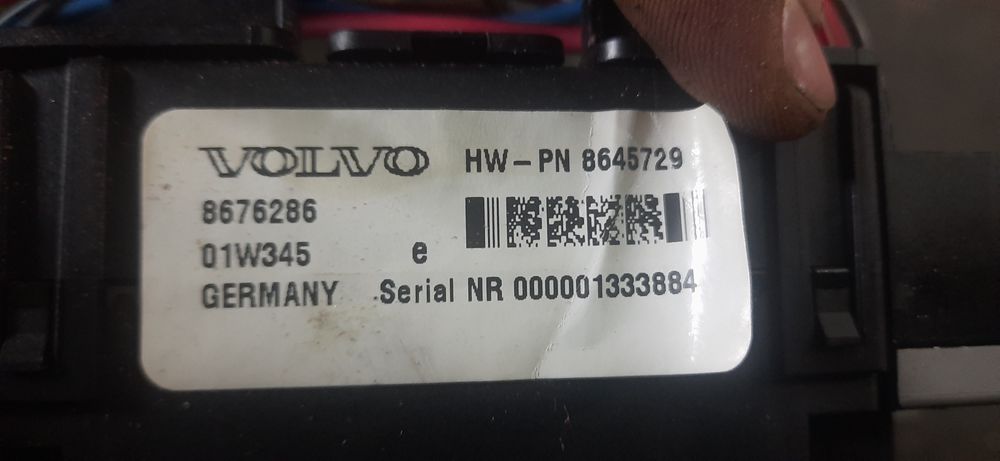 VOLVO HW-PN 8645729
8676286
01W345 e
GERMANY Serial NR 000001333884